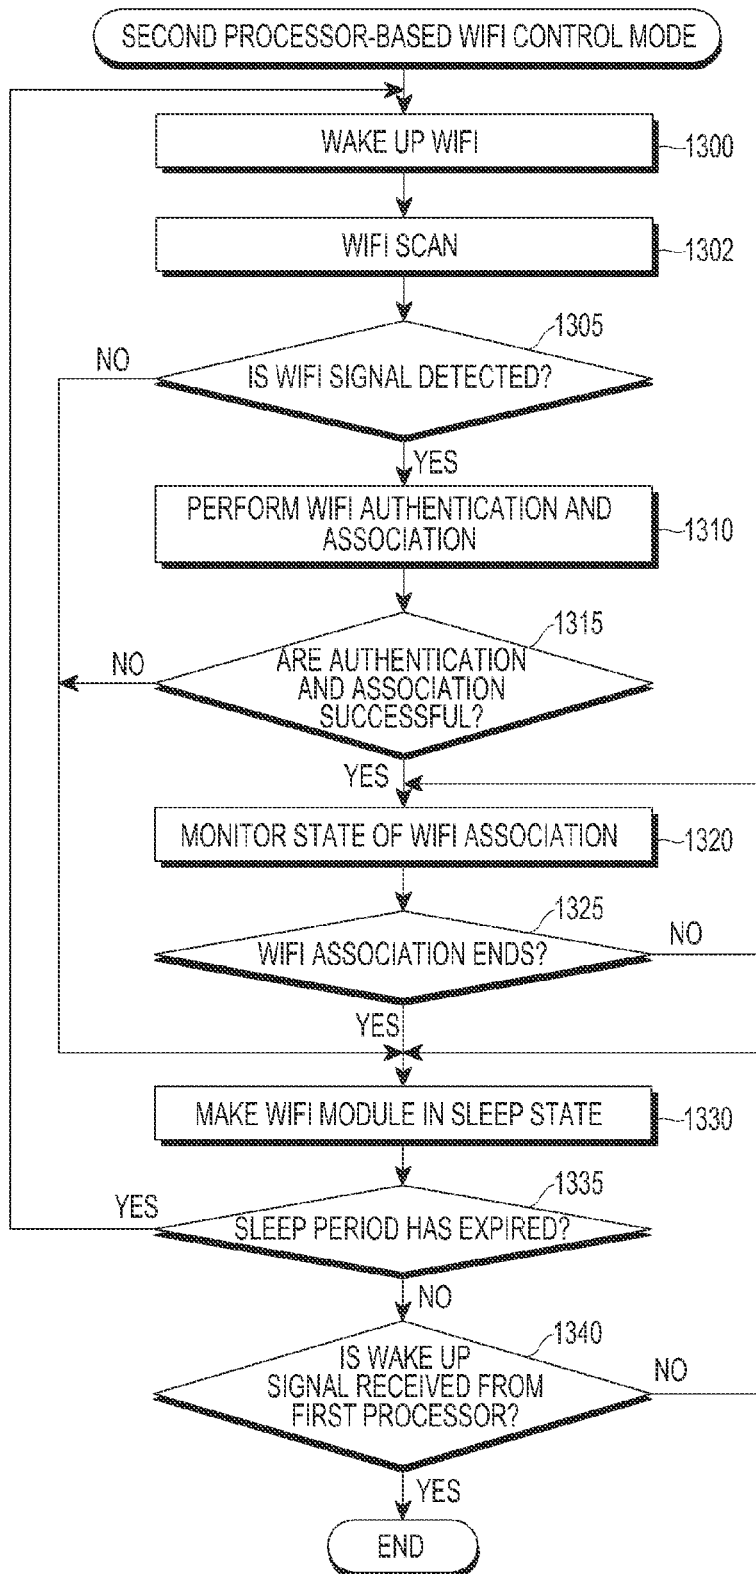 SECOND PROCESSOR-BASED WIFI CONTROL MODE
WAKE UP WIFI
1300
WIFI SCAN
1302
1305
NO
IS WIFI SIGNAL DETECTED?
YES
PERFORM WIFI AUTHENTICATION AND
ASSOCIATION
1310
1315
NO
ARE AUTHENTICATION
AND ASSOCIATION
SUCCESSFUL?
YES
MONITOR STATE OF WIFI ASSOCIATION
1320
1325
WIFI ASSOCIATION ENDS?
NO
YES
MAKE WIFI MODULE IN SLEEP STATE
1330
1335
YES
SLEEP PERIOD HAS EXPIRED?
NO
1340
IS WAKE UP
SIGNAL RECEIVED FROM
FIRST PROCESSOR?
NO
YES
END